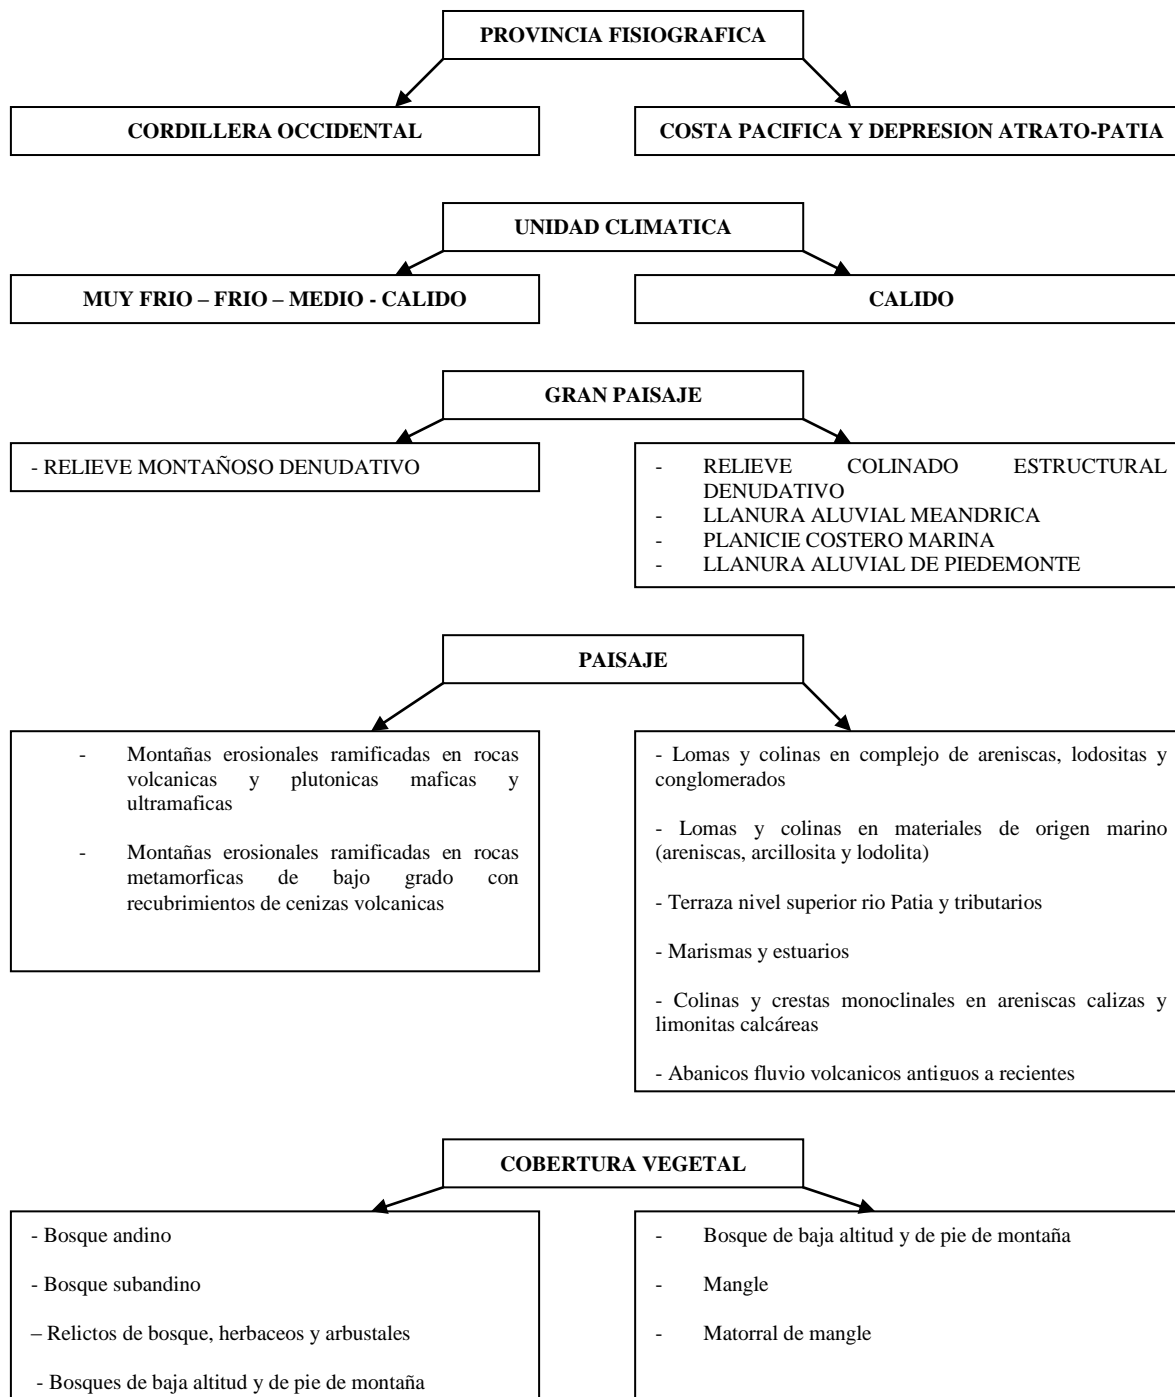 PROVINCIA FISIOGRAFICA
CORDILLERA OCCIDENTAL
COSTA PACIFICA Y DEPRESION ATRATO-PATIA
UNIDAD CLIMATICA
MUY FRIO – FRIO – MEDIO - CALIDO
CALIDO
GRAN PAISAJE
- RELIEVE MONTAÑOSO DENUDATIVO
- RELIEVE COLINADO ESTRUCTURAL
DENUDATIVO
- LLANURA ALUVIAL MEANDRICA
- PLANICIE COSTERO MARINA
- LLANURA ALUVIAL DE PIEDEMONTE
PAISAJE
- Montañas erosionales ramificadas en rocas
volcanicas y plutonicas maficas y
ultramaficas
- Montañas erosionales ramificadas en rocas
metamorficas de bajo grado con
recubrimientos de cenizas volcanicas
- Lomas y colinas en complejo de areniscas, lodositas y
conglomerados
- Lomas y colinas en materiales de origen marino
(areniscas, arcillosita y lodolita)
- Terraza nivel superior rio Patia y tributarios
- Marismas y estuarios
- Colinas y crestas monoclinales en areniscas calizas y
limonitas calcáreas
- Abanicos fluvio volcanicos antiguos a recientes
COBERTURA VEGETAL
- Bosque andino
- Bosque subandino
– Relictos de bosque, herbaceos y arbustales
- Bosques de baja altitud y de pie de montaña
- Bosque de baja altitud y de pie de montaña
- Mangle
- Matorral de mangle